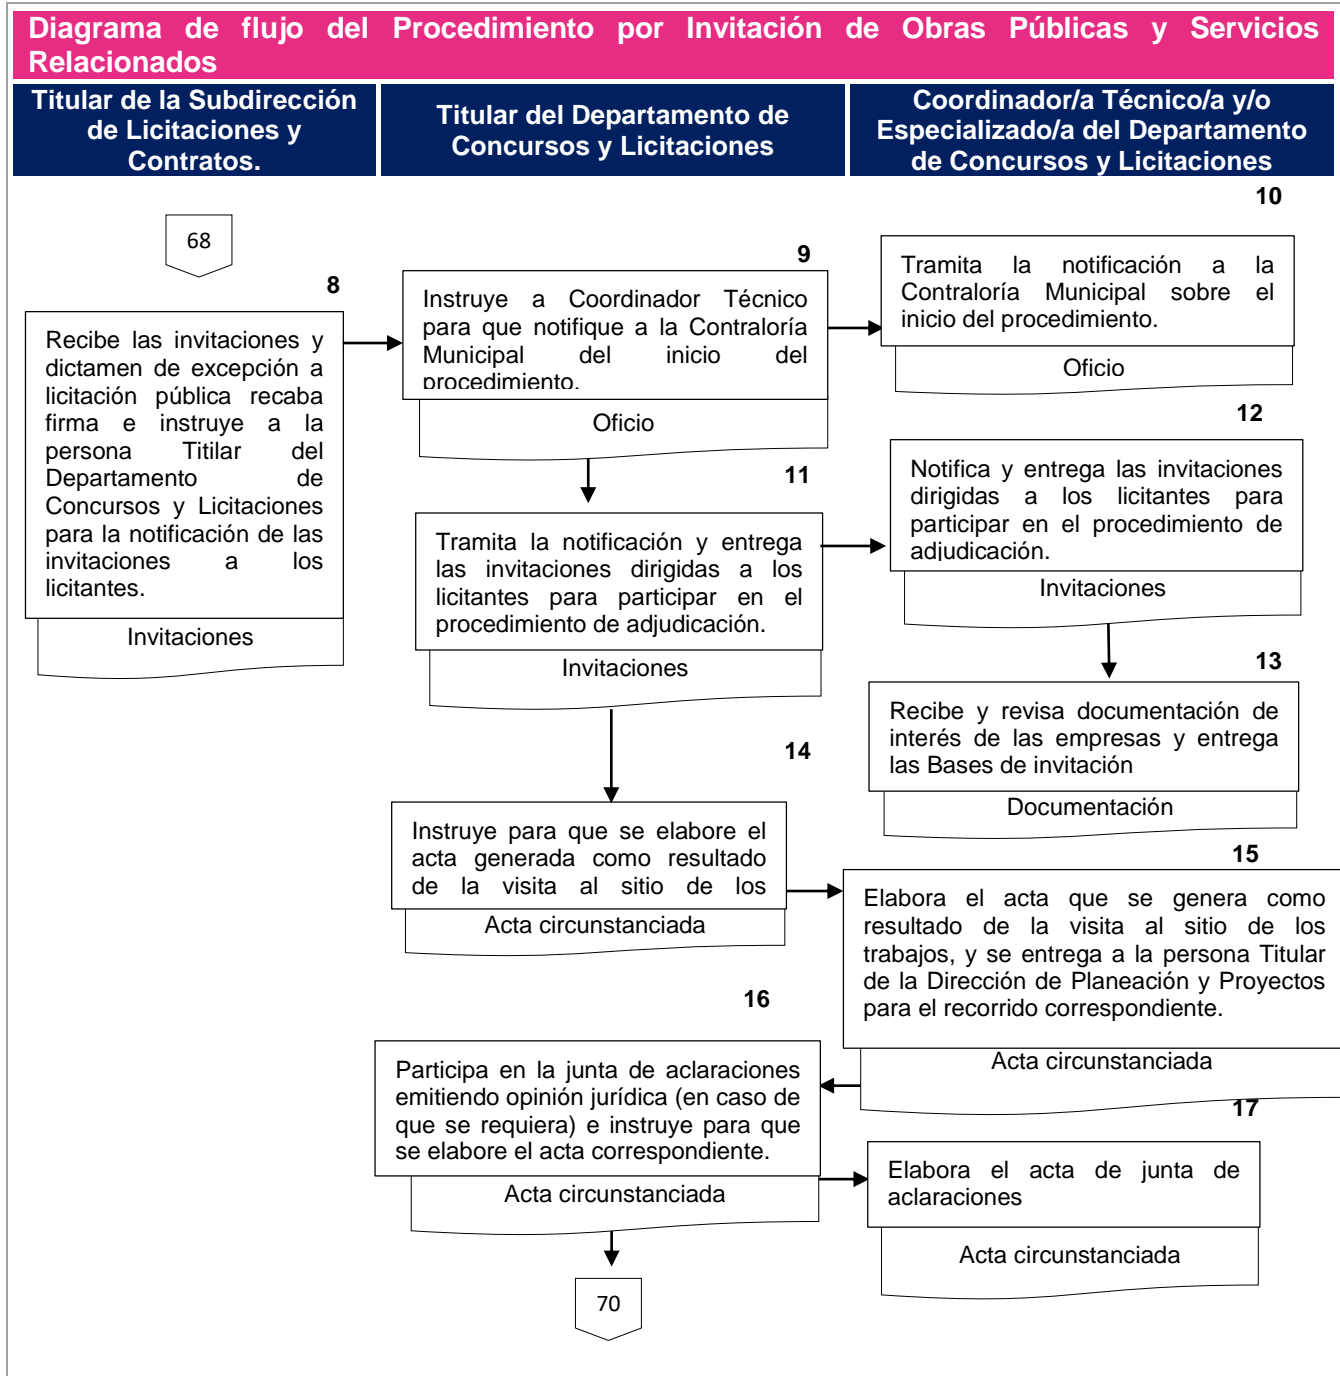 Diagrama de flujo del Procedimiento por Invitación de Obras Públicas y Servicios
Relacionados
Titular de la Subdirección
de Licitaciones y
Contratos.
Titular del Departamento de
Concursos y Licitaciones
Coordinador/a Técnico/a y/o
Especializado/a del Departamento
de Concursos y Licitaciones
68
8
Recibe las invitaciones y
dictamen de excepción a
licitación pública recaba
firma e instruye a la
persona Titilar del
Departamento de
Concursos y Licitaciones
para la notificación de las
invitaciones a los
licitantes.
Invitaciones
9
Instruye a Coordinador Técnico
para que notifique a la Contraloría
Municipal del inicio del
procedimiento.
Oficio
10
Tramita la notificación a la
Contraloría Municipal sobre el
inicio del procedimiento.
Oficio
11
Tramita la notificación y entrega
las invitaciones dirigidas a los
licitantes para participar en el
procedimiento de adjudicación.
Invitaciones
12
Notifica y entrega las invitaciones
dirigidas a los licitantes para
participar en el procedimiento de
adjudicación.
Invitaciones
13
Recibe y revisa documentación de
interés de las empresas y entrega
las Bases de invitación
Documentación
14
Instruye para que se elabore el
acta generada como resultado
de la visita al sitio de los
Acta circunstanciada
15
Elabora el acta que se genera como
resultado de la visita al sitio de los
trabajos, y se entrega a la persona Titular
de la Dirección de Planeación y Proyectos
para el recorrido correspondiente.
Acta circunstanciada
16
Participa en la junta de aclaraciones
emitiendo opinión jurídica (en caso de
que se requiera) e instruye para que
se elabore el acta correspondiente.
Acta circunstanciada
17
Elabora el acta de junta de
aclaraciones
Acta circunstanciada
70